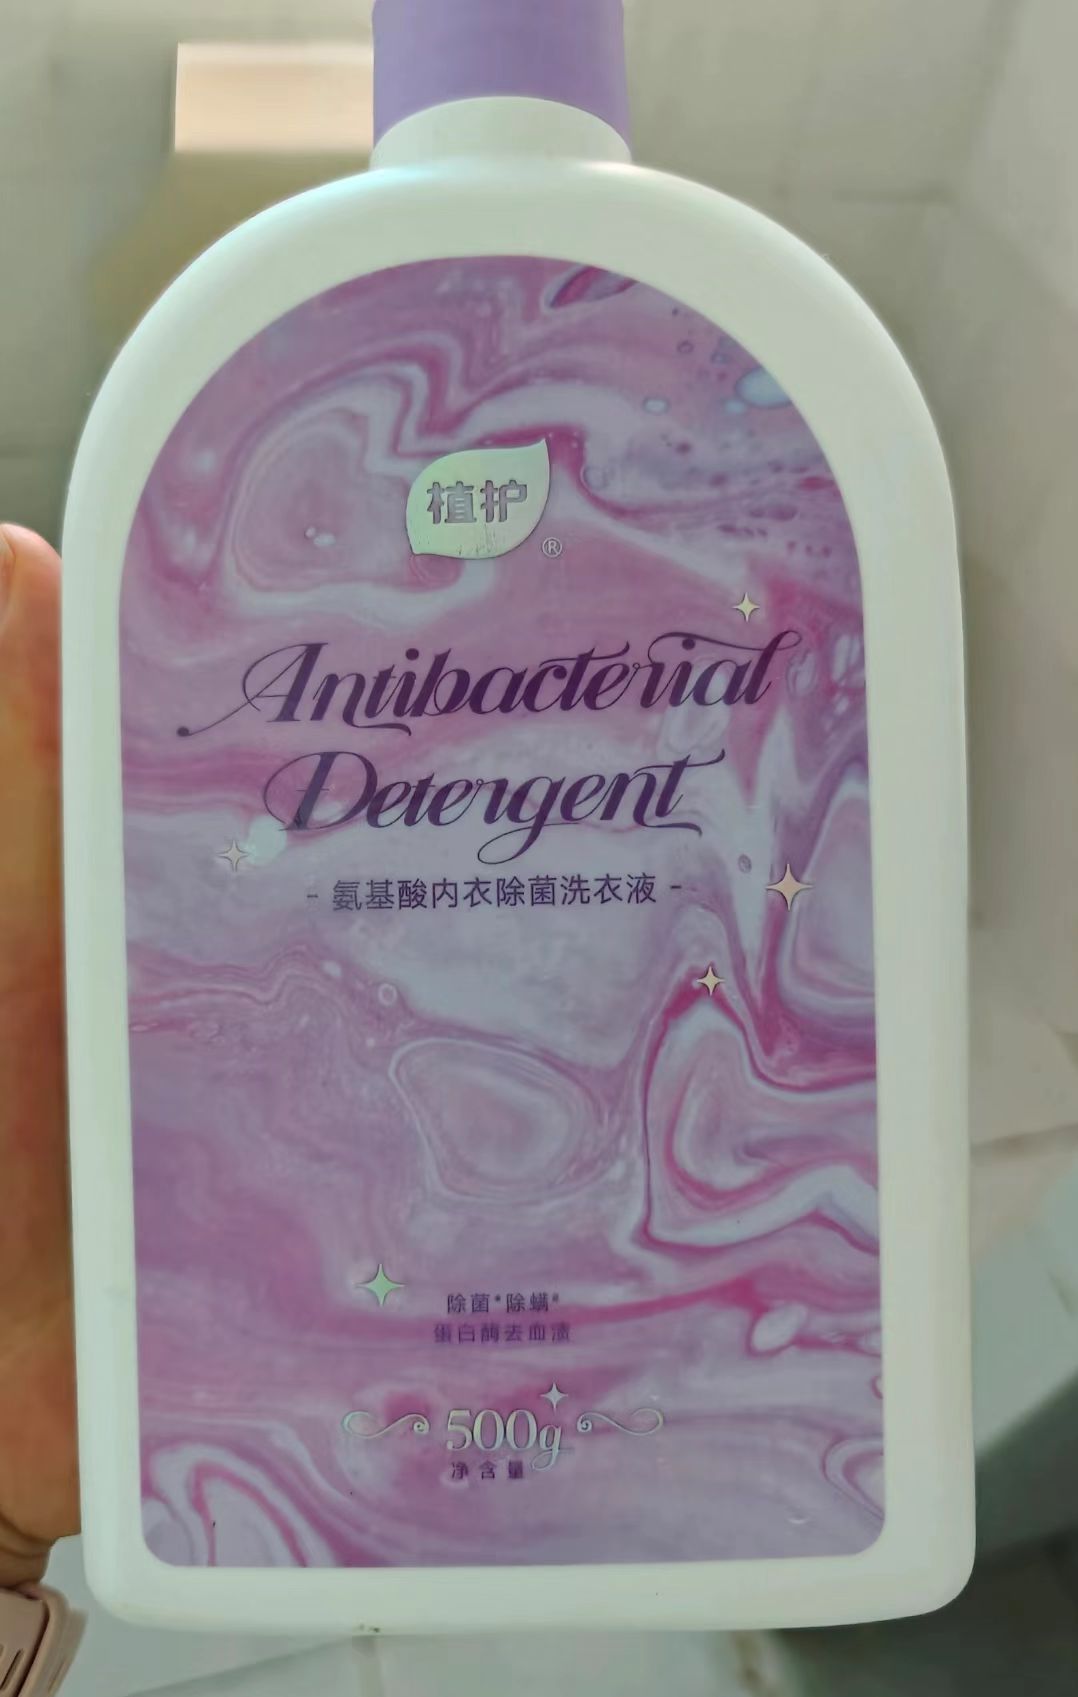 植护
®
Antibacterial
Detergent
- 氨基酸内衣除菌洗衣液 -
除菌*除螨#
蛋白酶去血渍
500g
净含量